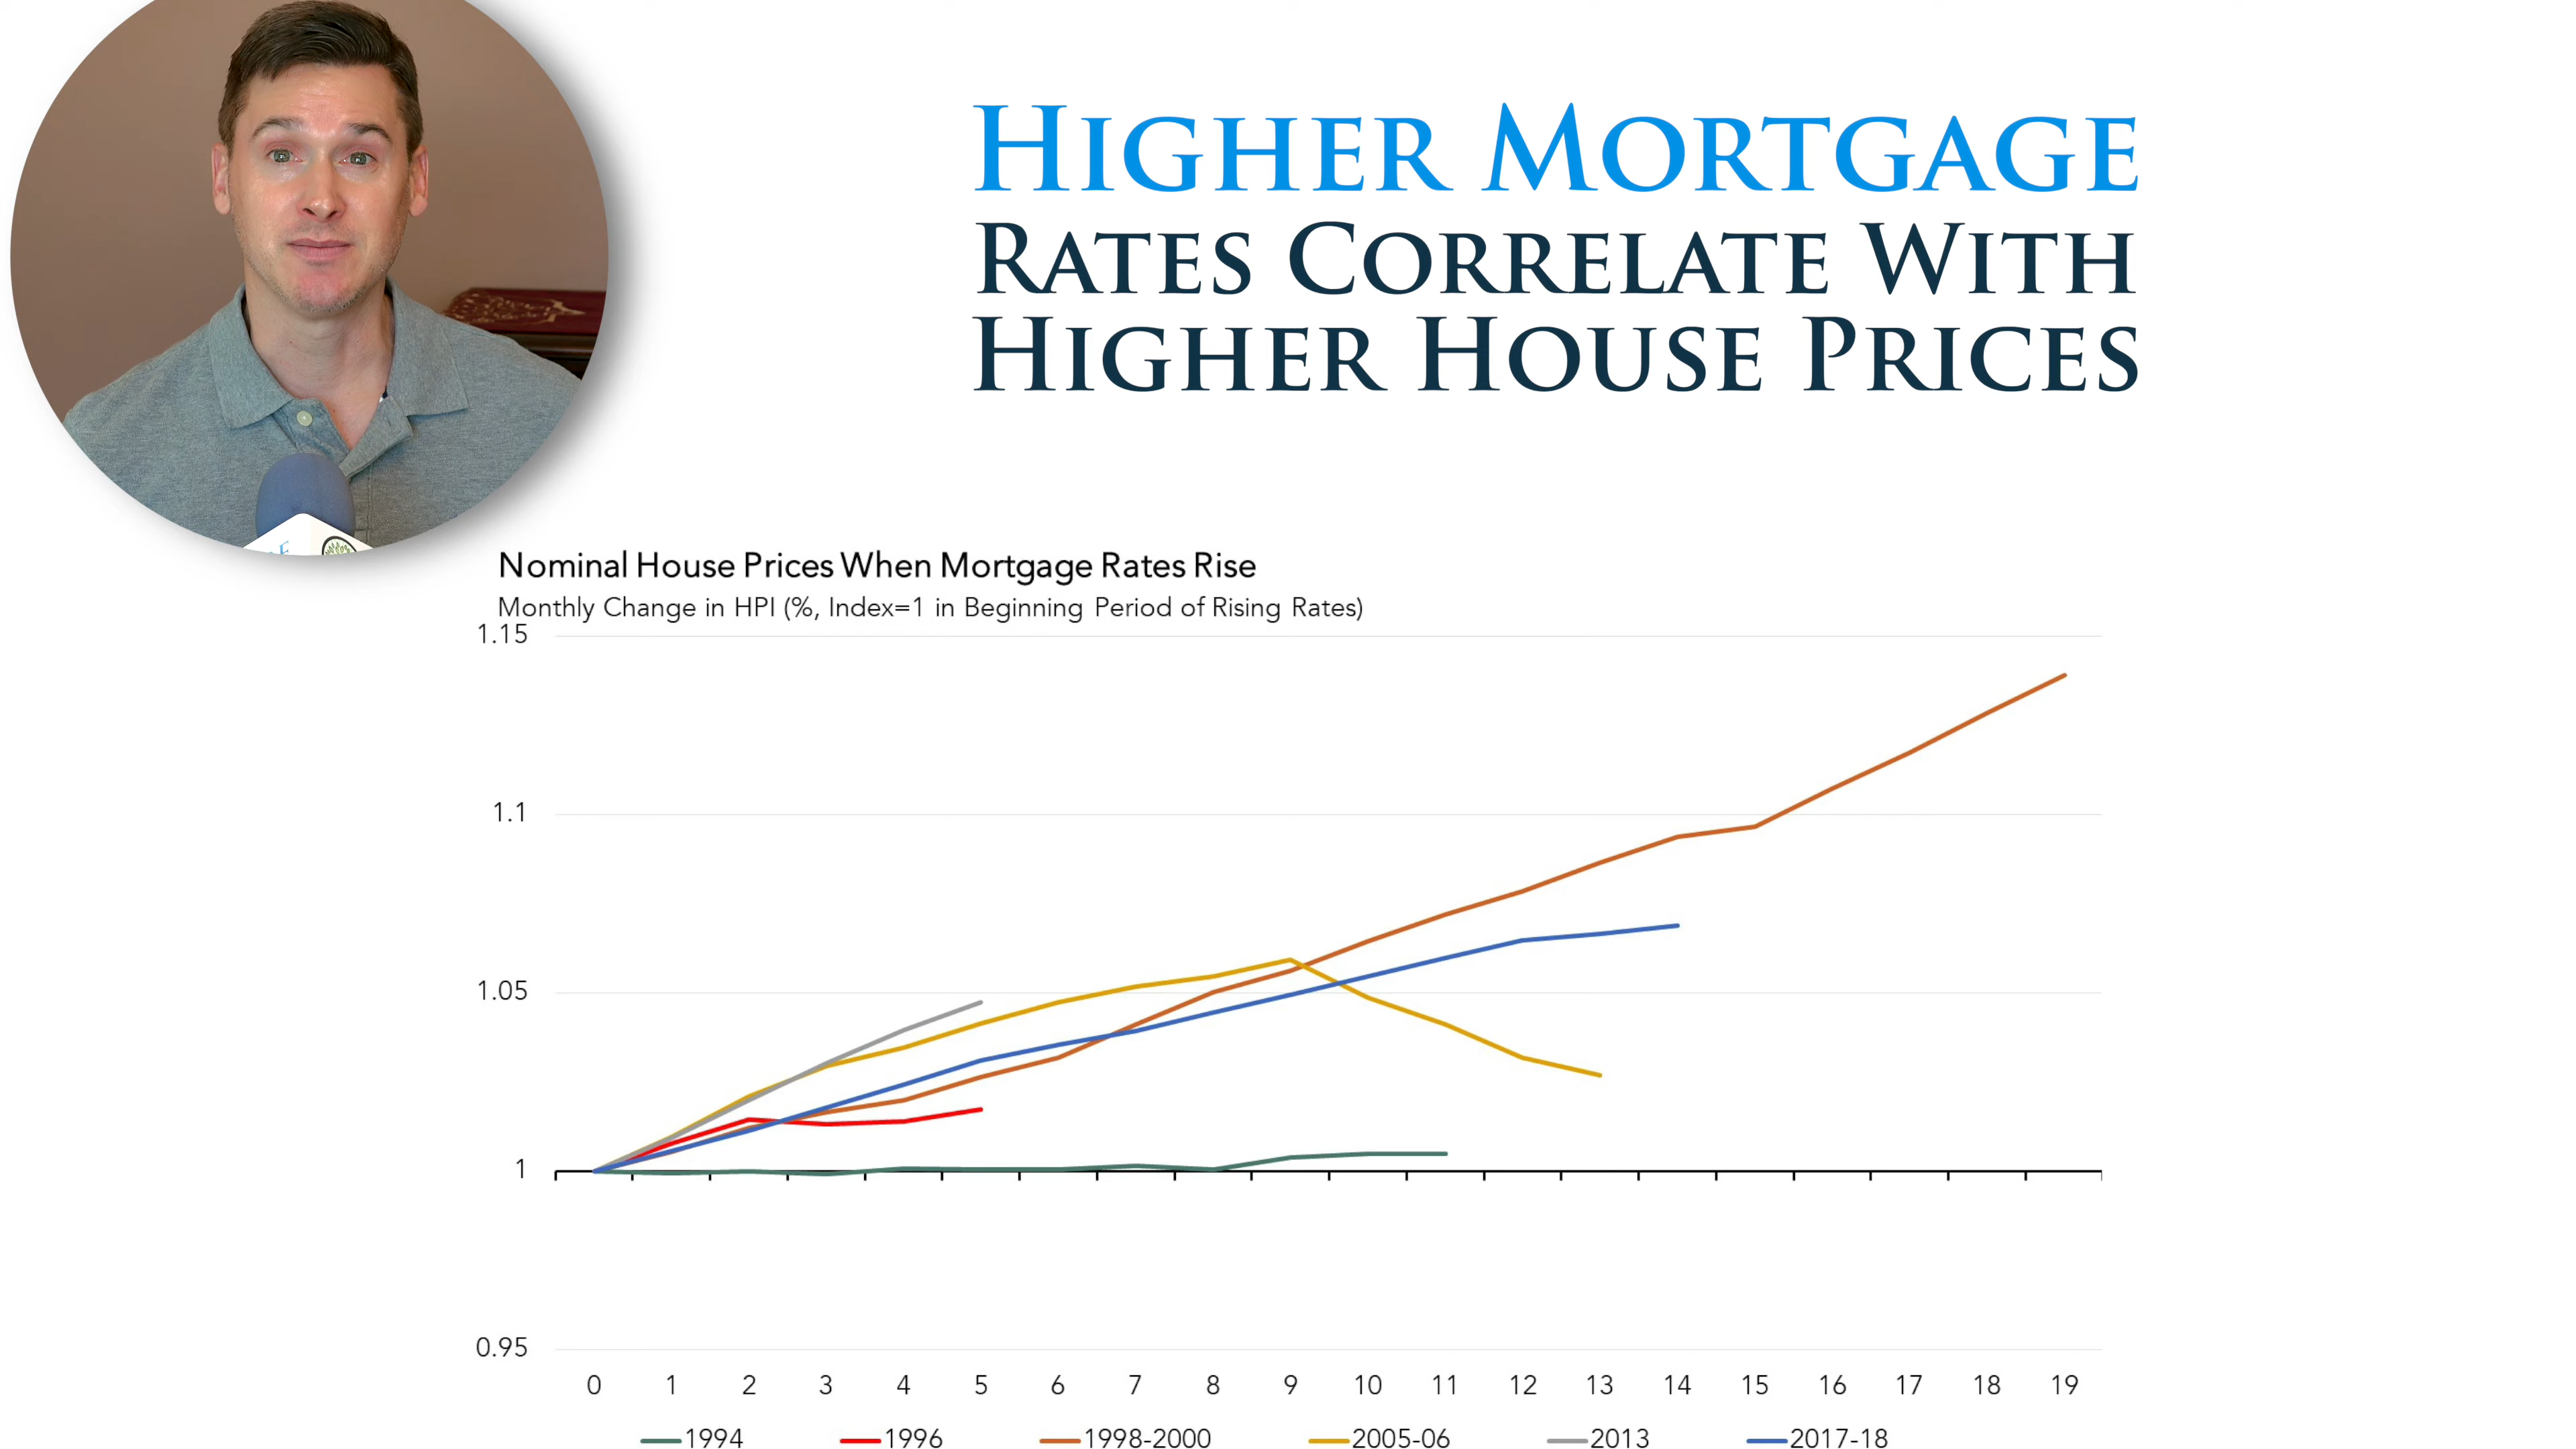 HIGHER MORTGAGE
RATES CORRELATE WITH
HIGHER HOUSE PRICES
Nominal House Prices When Mortgage Rates Rise
Monthly Change in HPI (%, Index=1 in Beginning Period of Rising Rates)
1.15
1.1
1.05
1
0.95
0 1 2 3 4 5 6 7 8 9 10 11 12 13 14 15 16 17 18 19
1994 1996 1998-2000 2005-06 2013 2017-18